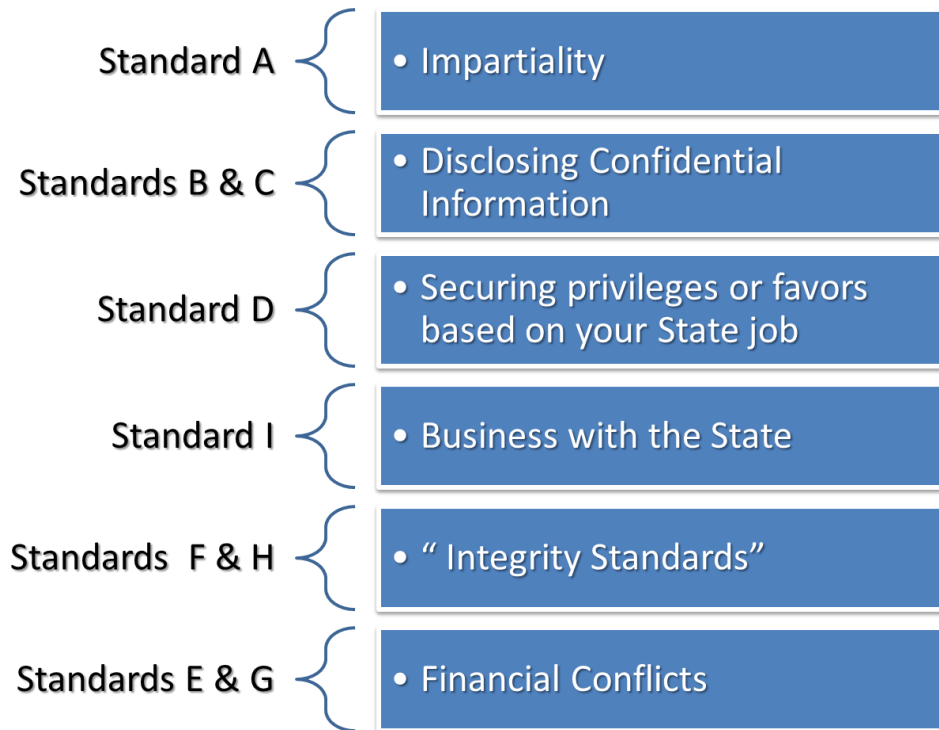 Standard A
• Impartiality
Standards B & C
• Disclosing Confidential
Information
Standard D
• Securing privileges or favors
based on your State job
Standard I
• Business with the State
Standards  F & H
• “ Integrity Standards”
Standards E & G
• Financial Conflicts